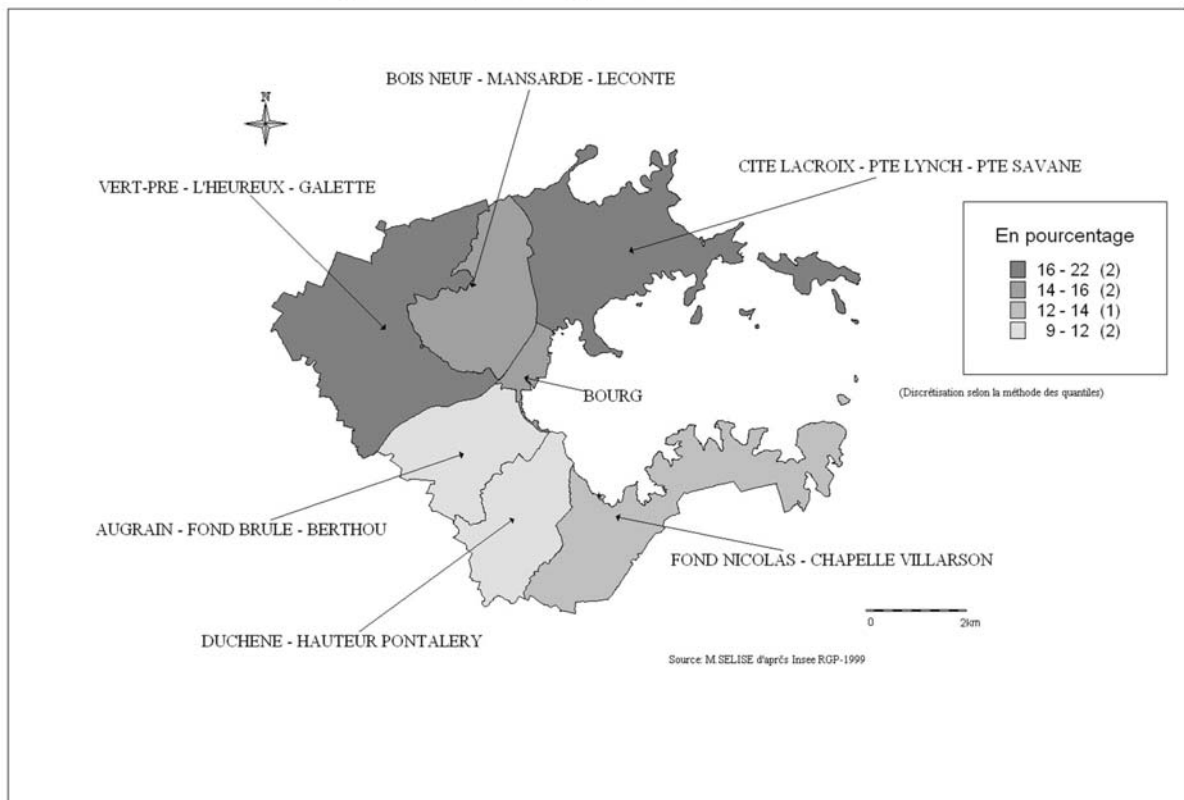 BOIS NEUF - MANSARDE - LECONTE
N
CITE LACROIX - PTE LYNCH - PTE SAVANE
VERT-PRE - L'HEUREUX - GALETTE
En pourcentage
16 - 22 (2)
14 - 16 (2)
12 - 14 (1)
9 - 12 (2)
(Discrétisation selon la méthode des quantiles)
BOURG
AUGRAIN - FOND BRULE - BERTHOU
FOND NICOLAS - CHAPELLE VILLARSON
DUCHENE - HAUTEUR PONTALERY
0 2km
Source: M.SELISE d'aprćs Insee RGP-1999